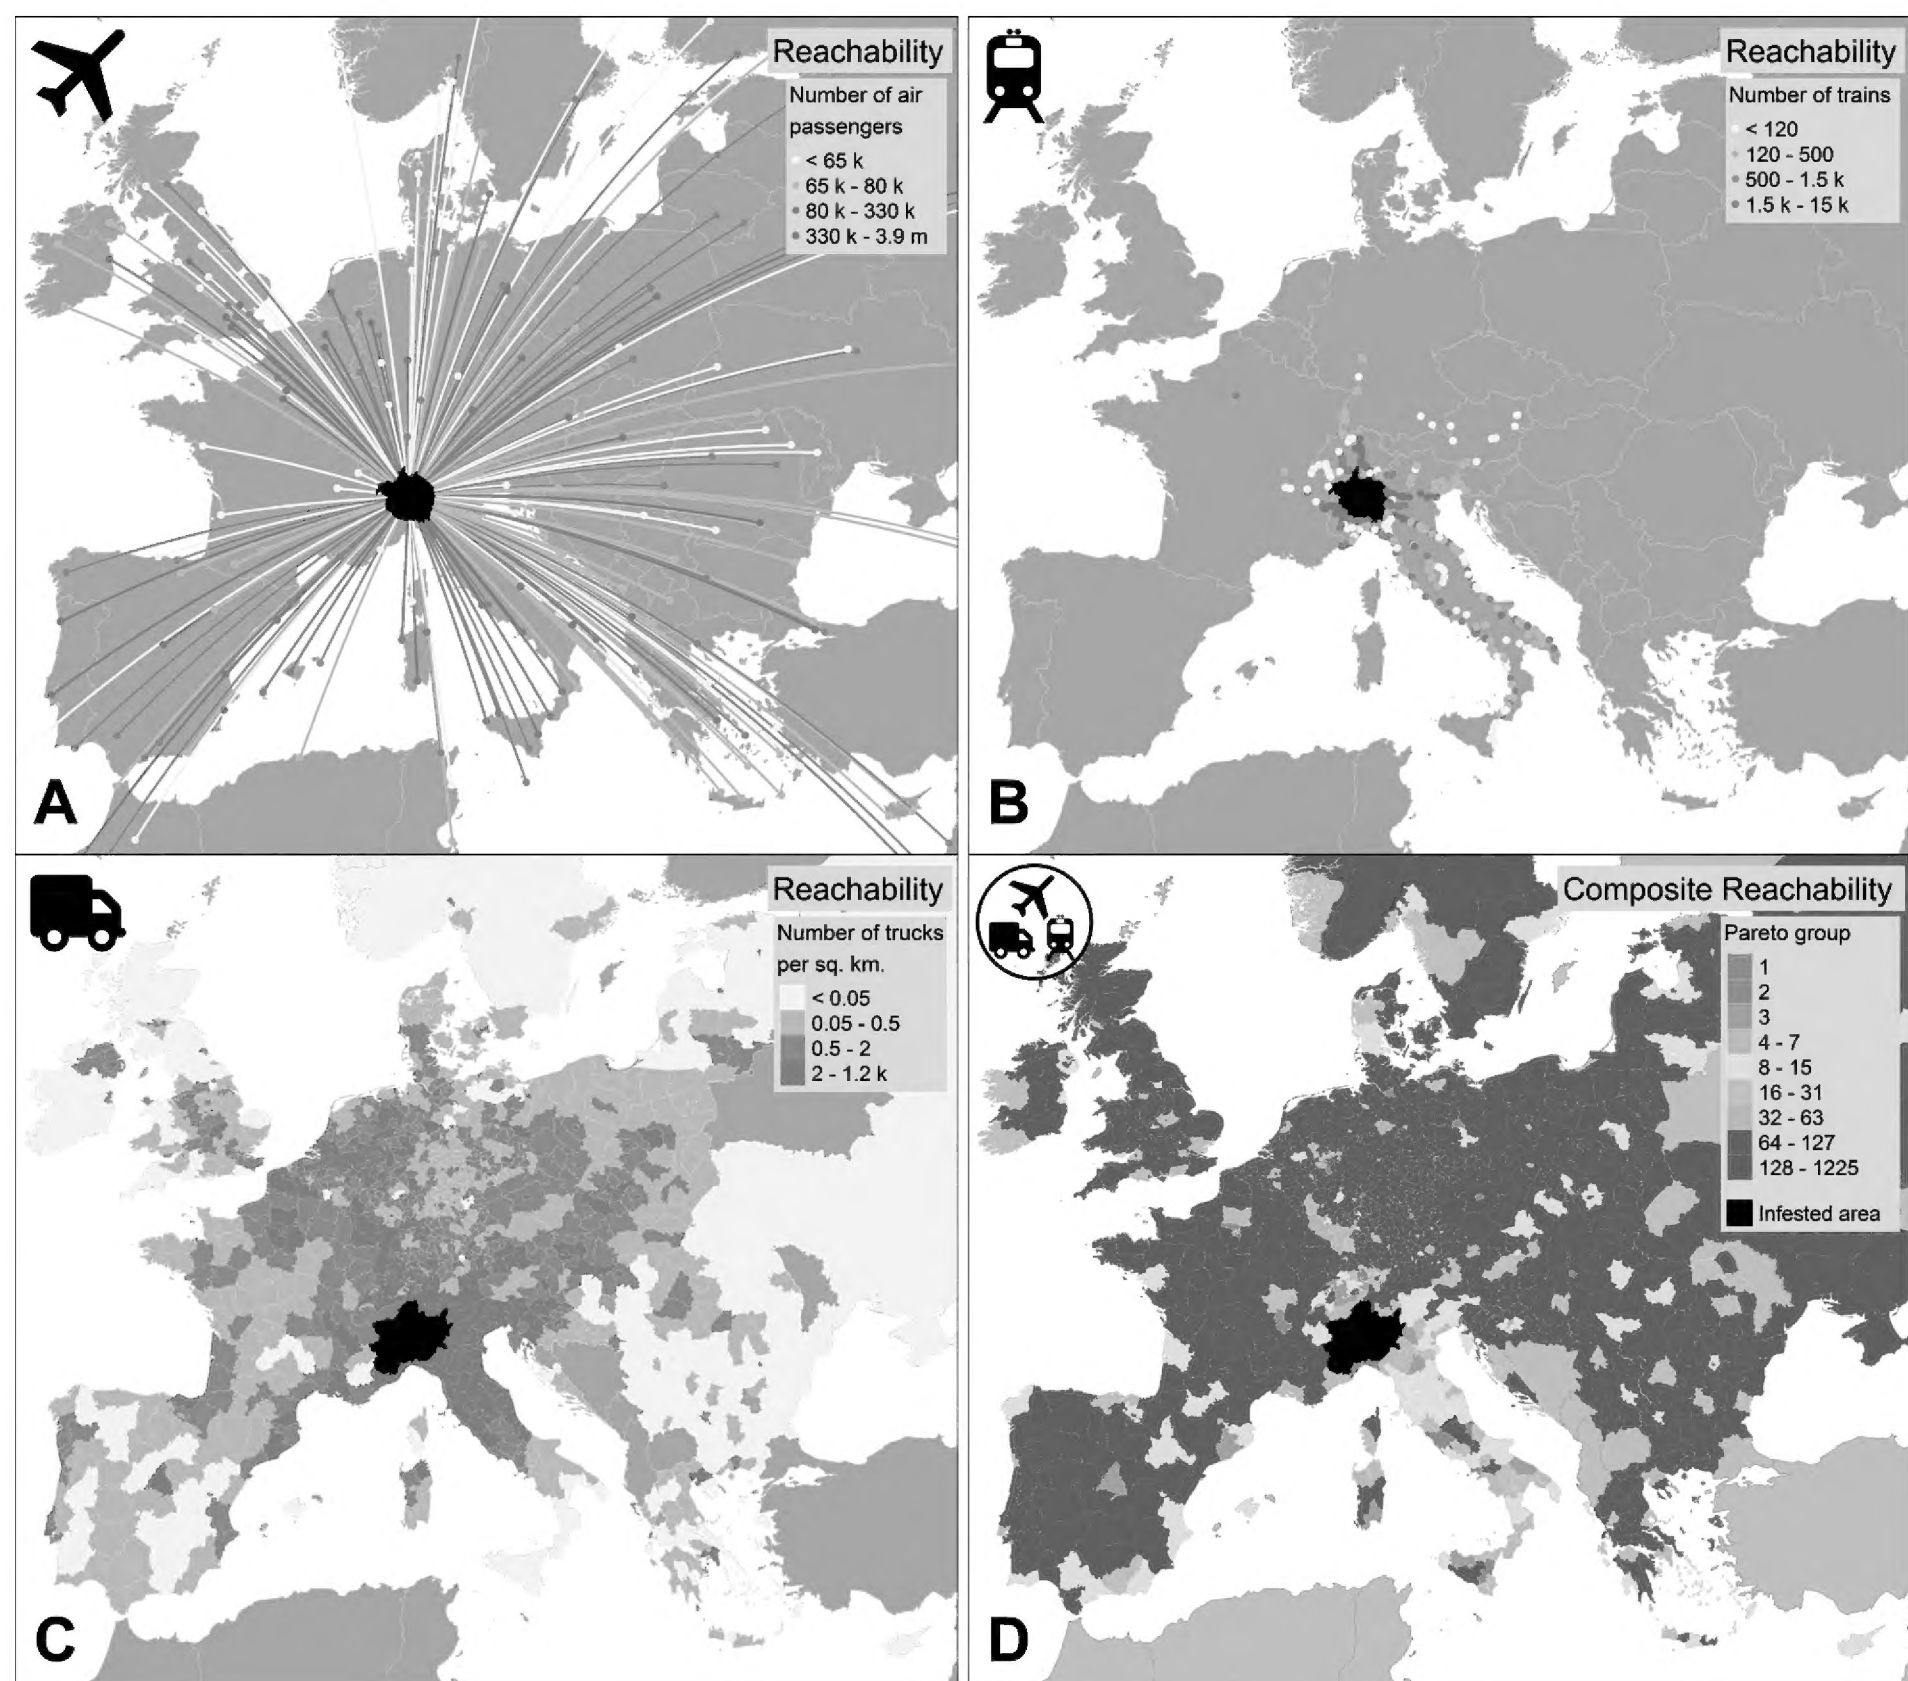 Reachability
Number of air
passengers
< 65 k
65 k - 80 k
80 k - 330 k
330 k - 3.9 m
A
Reachability
Number of trains
< 120
120 - 500
500 - 1.5 k
1.5 k - 15 k
B
Reachability
Number of trucks
per sq. km.
< 0.05
0.05 - 0.5
0.5 - 2
2 - 1.2 k
C
Composite Reachability
Pareto group
1
2
3
4 - 7
8 - 15
16 - 31
32 - 63
64 - 127
128 - 1225
Infested area
D